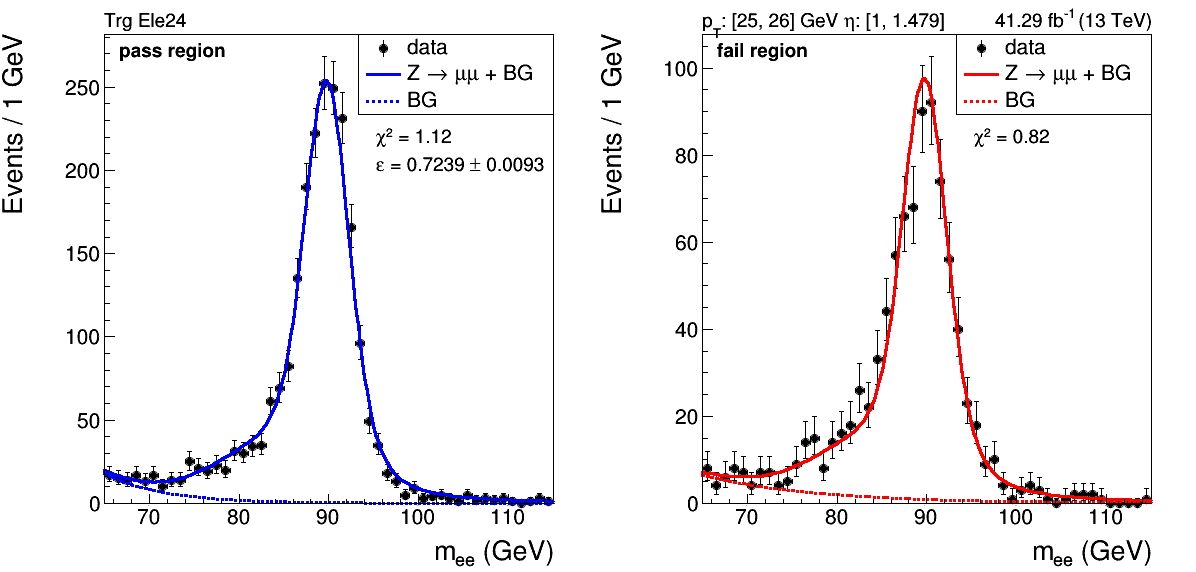 Trg Ele24
pass region
data
Z → μμ + BG
BG
χ² = 1.12
ε = 0.7239 ± 0.0093
Events / 1 GeV
250
200
150
100
50
0
70 80 90 100 110
m_ee (GeV)
p_T: [25, 26] GeV η: [1, 1.479] 41.29 fb⁻¹ (13 TeV)
fail region
data
Z → μμ + BG
BG
χ² = 0.82
Events / 1 GeV
100
80
60
40
20
0
70 80 90 100 110
m_ee (GeV)